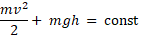 mv²/2 + mgh = const